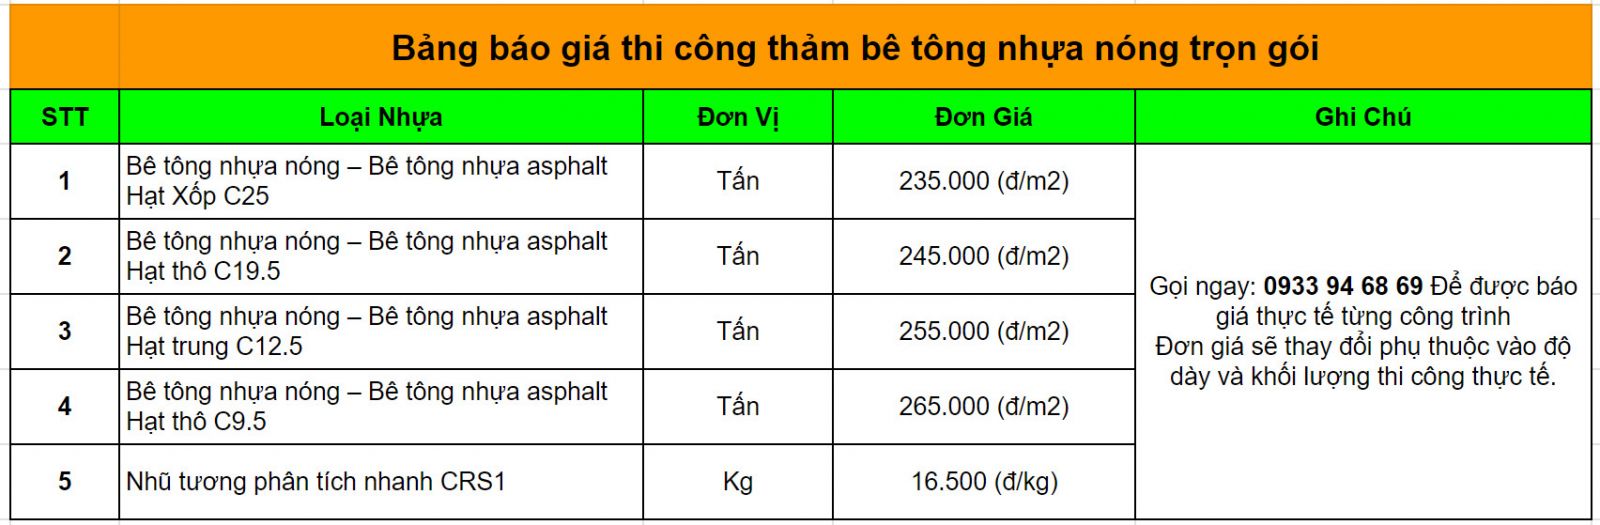 Bảng báo giá thi công thảm bê tông nhựa nóng trọn gói
STT Loại Nhựa Đơn Vị Đơn Giá Ghi Chú
1 Bê tông nhựa nóng – Bê tông nhựa asphalt
Hạt Xốp C25 Tấn 235.000 (đ/m2)
2 Bê tông nhựa nóng – Bê tông nhựa asphalt
Hạt thô C19.5 Tấn 245.000 (đ/m2)
3 Bê tông nhựa nóng – Bê tông nhựa asphalt
Hạt trung C12.5 Tấn 255.000 (đ/m2)
4 Bê tông nhựa nóng – Bê tông nhựa asphalt
Hạt thô C9.5 Tấn 265.000 (đ/m2)
5 Nhũ tương phân tích nhanh CRS1 Kg 16.500 (đ/kg)
Gọi ngay: 0933 94 68 69 Để được báo
giá thực tế từng công trình
Đơn giá sẽ thay đổi phụ thuộc vào độ
dày và khối lượng thi công thực tế.